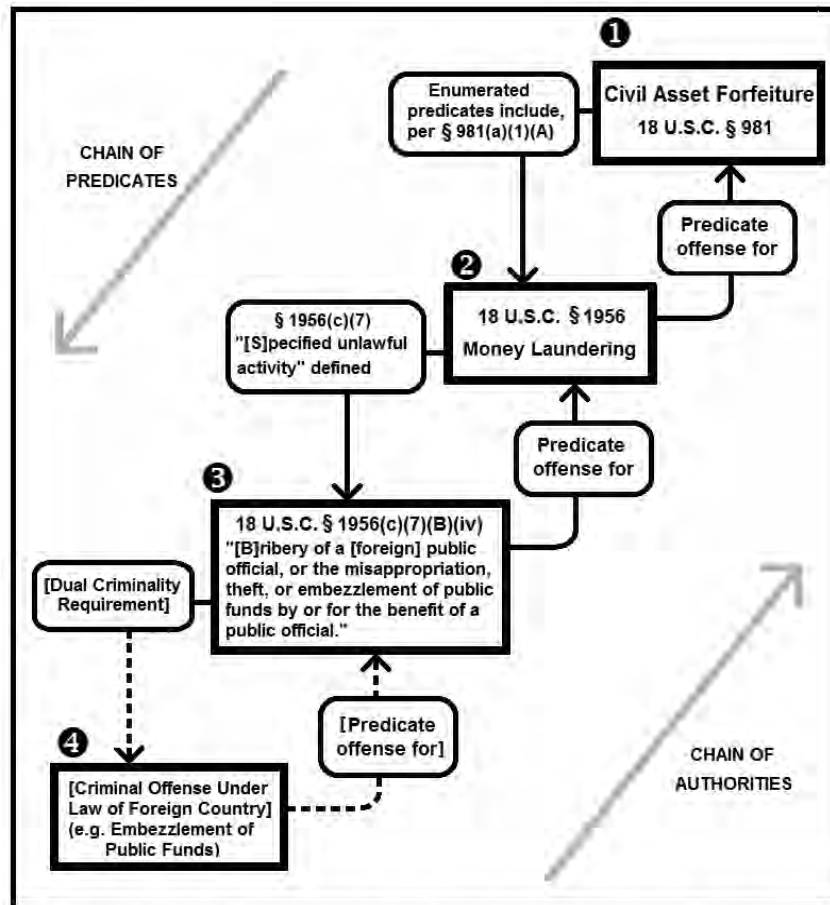 ❶
Enumerated
predicates include,
per § 981(a)(1)(A)
Civil Asset Forfeiture
18 U.S.C. § 981
CHAIN OF
PREDICATES
Predicate
offense for
❷
§ 1956(c)(7)
"[S]pecified unlawful
activity" defined
18 U.S.C. § 1956
Money Laundering
Predicate
offense for
❸
18 U.S.C. § 1956(c)(7)(B)(iv)
"[B]ribery of a [foreign] public
official, or the misappropriation,
theft, or embezzlement of public
funds by or for the benefit of a
public official."
[Dual Criminality
Requirement]
[Predicate
offense for]
❹
[Criminal Offense Under
Law of Foreign Country]
(e.g. Embezzlement of
Public Funds)
CHAIN OF
AUTHORITIES